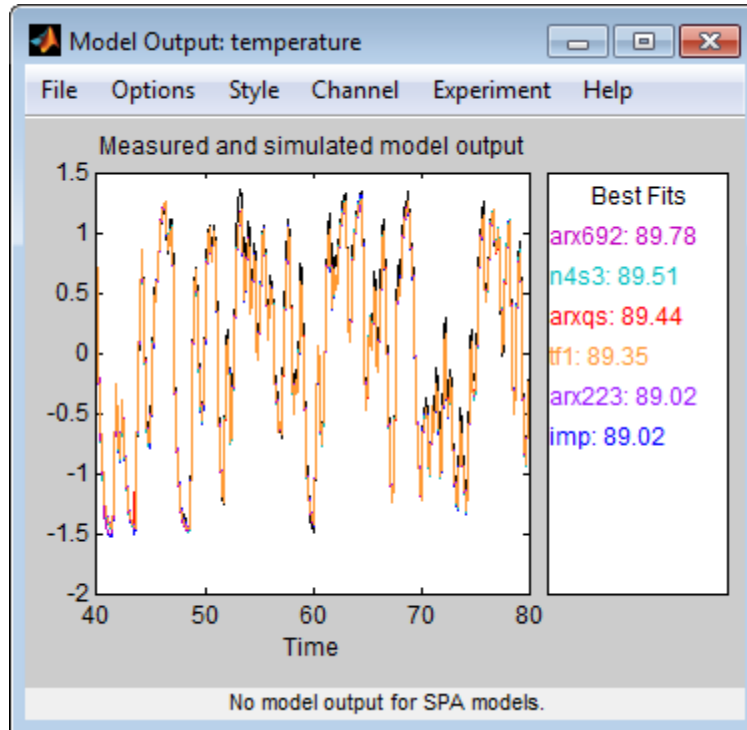 Model Output: temperature
File Options Style Channel Experiment Help
Measured and simulated model output
1.5
1
0.5
0
-0.5
-1
-1.5
-2
40 50 60 70 80
Time
Best Fits
arx692: 89.78
n4s3: 89.51
arxqs: 89.44
tf1: 89.35
arx223: 89.02
imp: 89.02
No model output for SPA models.